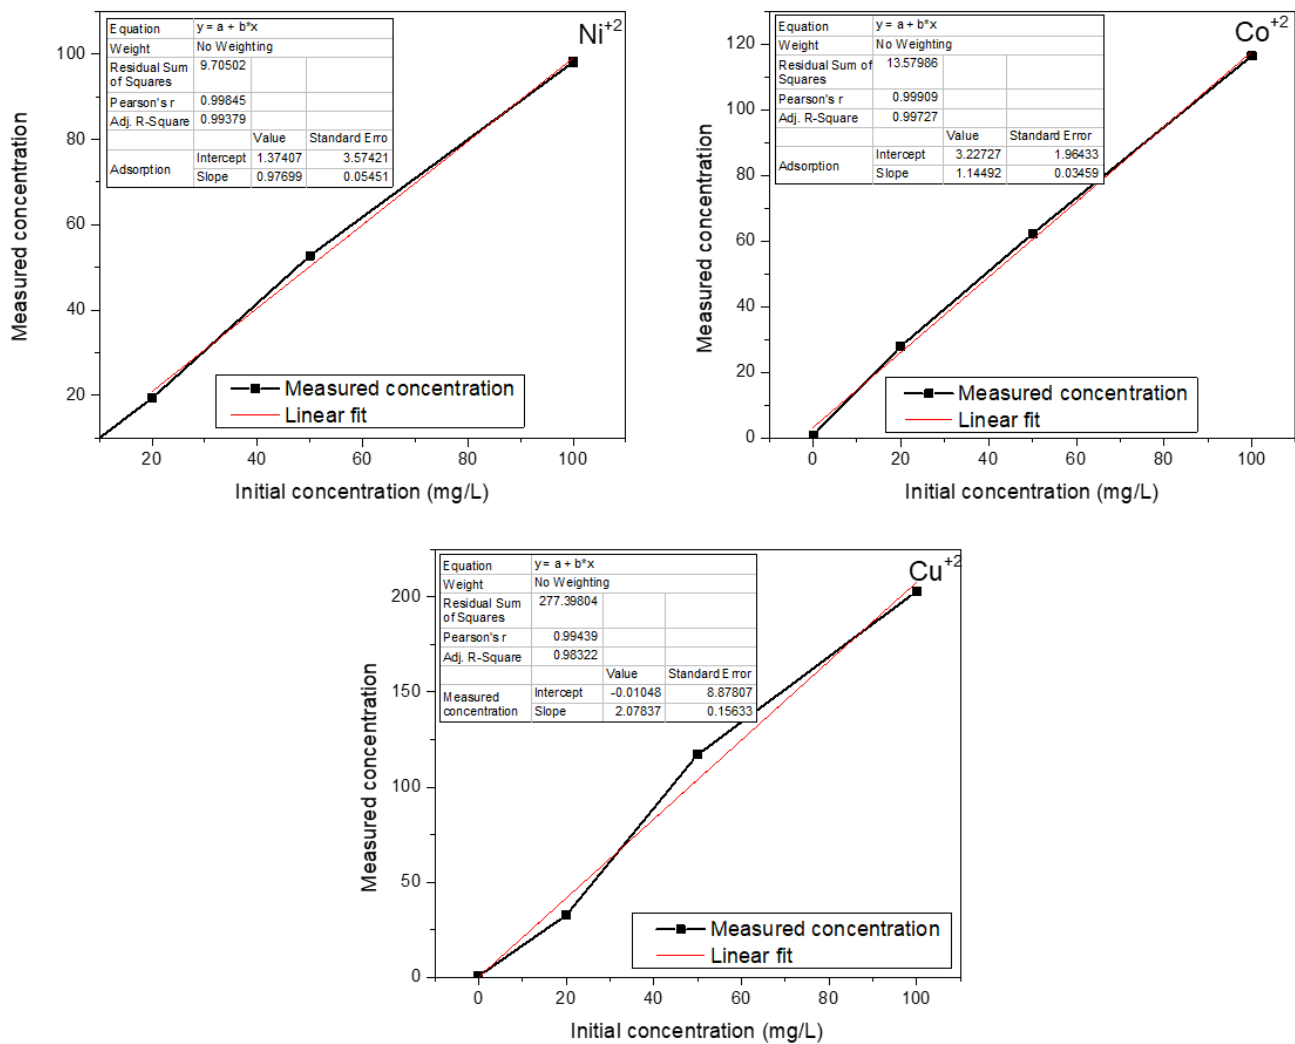 Ni+2
Equation y = a + b*x
Weight No Weighting
Residual Sum of Squares 9.70502
Pearson's r 0.99845
Adj. R-Square 0.99379
Value Standard Erro
Adsorption Intercept 1.37407 3.57421
Slope 0.97699 0.05451
Measured concentration
100
80
60
40
20
Measured concentration
Linear fit
20 40 60 80 100
Initial concentration (mg/L)
Co+2
Equation y = a + b*x
Weight No Weighting
Residual Sum of Squares 13.57986
Pearson's r 0.99909
Adj. R-Square 0.99727
Value Standard Error
Adsorption Intercept 3.22727 1.96433
Slope 1.14492 0.03459
Measured concentration
120
100
80
60
40
20
0
Measured concentration
Linear fit
0 20 40 60 80 100
Initial concentration (mg/L)
Cu+2
Equation y = a + b*x
Weight No Weighting
Residual Sum of Squares 277.39804
Pearson's r 0.99439
Adj. R-Square 0.98322
Value Standard Error
Measured concentration Intercept -0.01048 8.87807
Slope 2.07837 0.15633
Measured concentration
200
150
100
50
0
Measured concentration
Linear fit
0 20 40 60 80 100
Initial concentration (mg/L)